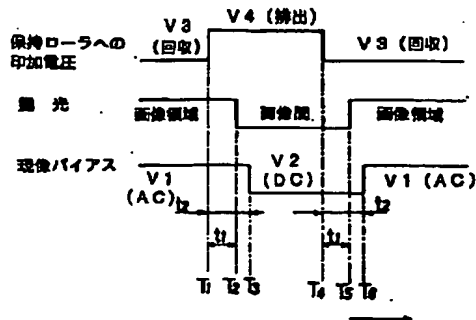 保持ローラへの
印加電圧
V3
(回収)
V4(排出)
V3(回収)
露光
画像領域
画像間
画像領域
現像バイアス
V1
(AC)
V2
(DC)
V1(AC)
t2
t2
t1
t1
T1
T2
T3
T4
T5
T6